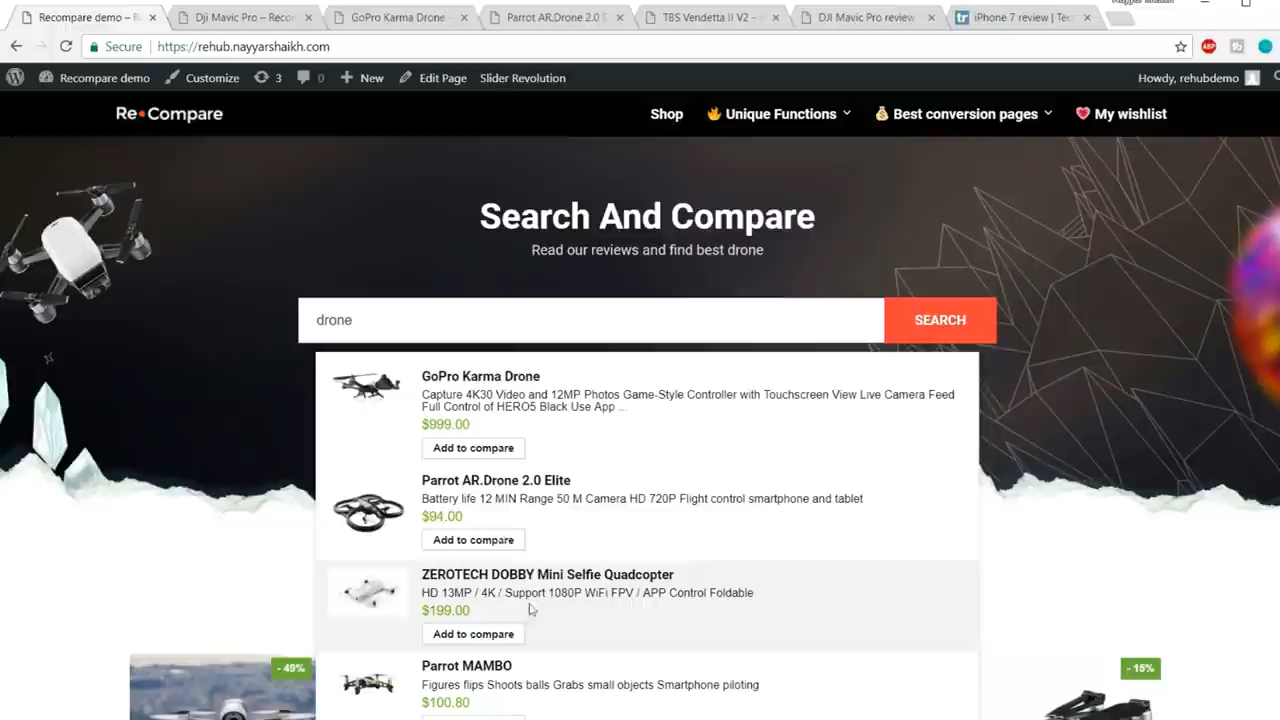 Recompare demo – R
Dji Mavic Pro – Recor
GoPro Karma Drone -
Parrot AR.Drone 2.0 E
TBS Vendetta II V2 –
DJI Mavic Pro review
tr iPhone 7 review | Tec
Secure https://rehub.nayyarshaikh.com
ABP
Recompare demo Customize 3 0 New Edit Page Slider Revolution Howdy, rehubdemo
Re•Compare Shop Unique Functions Best conversion pages My wishlist
Search And Compare
Read our reviews and find best drone
drone SEARCH
GoPro Karma Drone
Capture 4K30 Video and 12MP Photos Game-Style Controller with Touchscreen View Live Camera Feed
Full Control of HERO5 Black Use App ...
$999.00
Add to compare
Parrot AR.Drone 2.0 Elite
Battery life 12 MIN Range 50 M Camera HD 720P Flight control smartphone and tablet
$94.00
Add to compare
ZEROTECH DOBBY Mini Selfie Quadcopter
HD 13MP / 4K / Support 1080P WiFi FPV / APP Control Foldable
$199.00
Add to compare
Parrot MAMBO
Figures flips Shoots balls Grabs small objects Smartphone piloting
$100.80
- 49%
- 15%